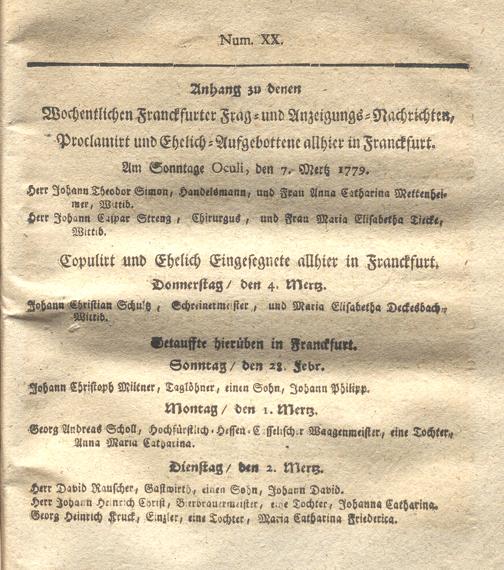 Num. XX.
Anhang zu denen
Wochentlichen Franckfurter Frag- und Anzeigungs-Nachrichten,
Proclamirt und Ehelich-Aufgebottene allhier in Franckfurt.
Am Sonntage Oculi, den 7. Mertz 1779.
Herr Johann Theodor Simon, Handelsmann, und Frau Anna Catharina Mettenhei-
mer, Wittib.
Herr Johann Caspar Streng, Chirurgus, und Frau Maria Elisabetha Tiecke,
Wittib.
Copulirt und Ehelich Eingesegnete allhier in Franckfurt.
Donnerstag / den 4. Mertz.
Johann Christian Schultz, Schreinermeister, und Maria Elisabetha Deckesbach,
Wittib.
Getauffte hierüben in Franckfurt.
Sonntag / den 28. Febr.
Johann Christoph Miltner, Taglöhner, einen Sohn, Johann Philipp.
Montag / den 1. Mertz.
Georg Andreas Scholl, Hochfürstlich-Hessen-Casselischer Waagenmeister, eine Tochter,
Anna Maria Catharina.
Dienstag / den 2. Mertz.
Herr David Rauscher, Gastwirth, einen Sohn, Johann David.
Herr Johann Heinrich Christ, Bierbrauermeister, eine Tochter, Johanna Catharina.
Georg Heinrich Kruck, Einzler, eine Tochter, Maria Catharina Friederica.